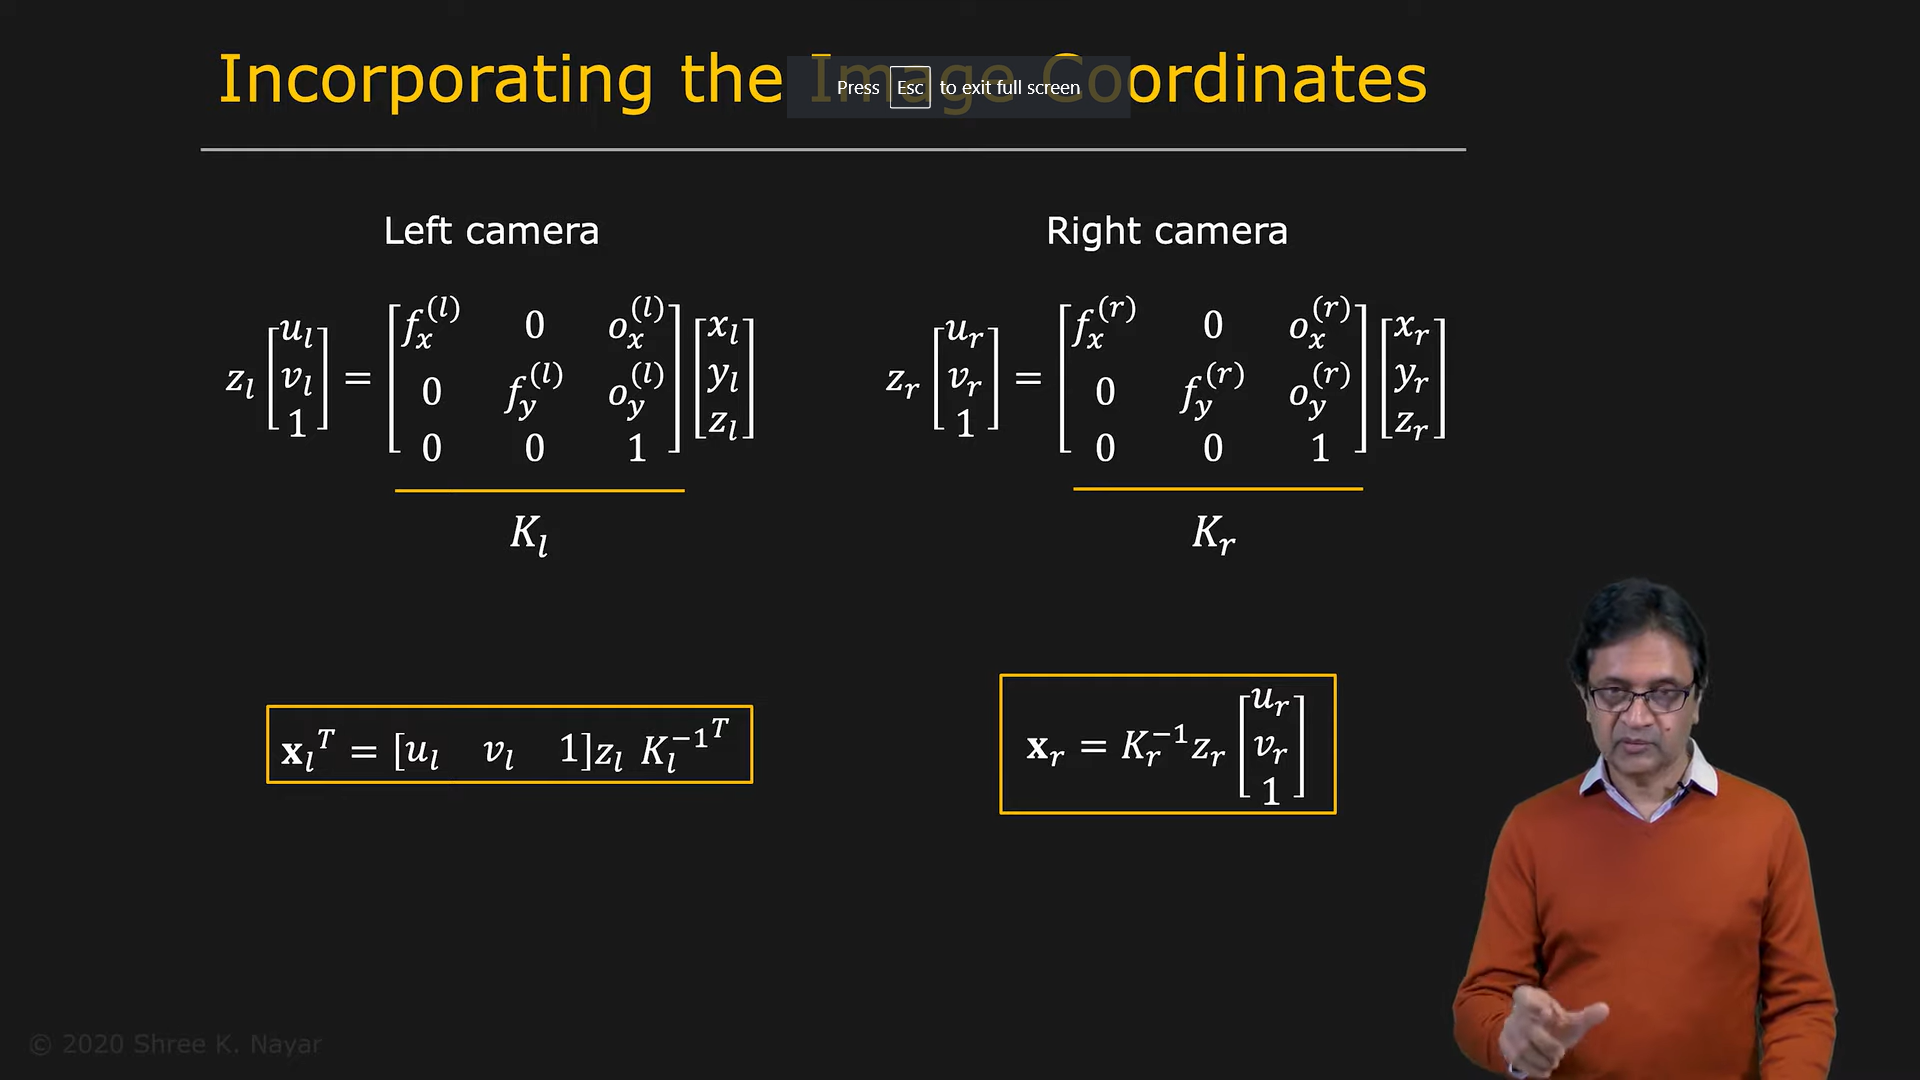 Incorporating the Image Coordinates
Press Esc to exit full screen
Left camera
Right camera
z_l [u_l v_l 1] = [f_x^(l) 0 o_x^(l); 0 f_y^(l) o_y^(l); 0 0 1] [x_l y_l z_l]
z_r [u_r v_r 1] = [f_x^(r) 0 o_x^(r); 0 f_y^(r) o_y^(r); 0 0 1] [x_r y_r z_r]
K_l
K_r
x_l^T = [u_l v_l 1]z_l K_l^-1^T
x_r = K_r^-1 z_r [u_r v_r 1]
© 2020 Shree K. Nayar